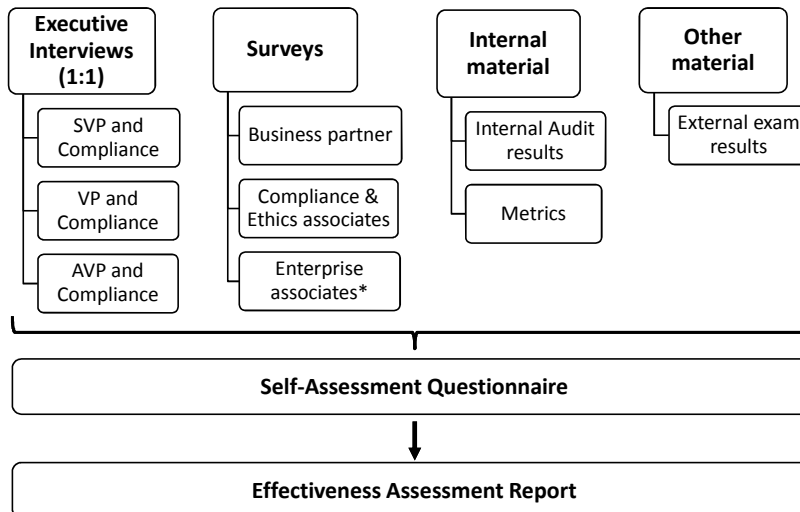 Executive
Interviews
(1:1)
SVP and
Compliance
VP and
Compliance
AVP and
Compliance
Surveys
Business partner
Compliance &
Ethics associates
Enterprise
associates*
Internal
material
Internal Audit
results
Metrics
Other
material
External exam
results
Self-Assessment Questionnaire
Effectiveness Assessment Report